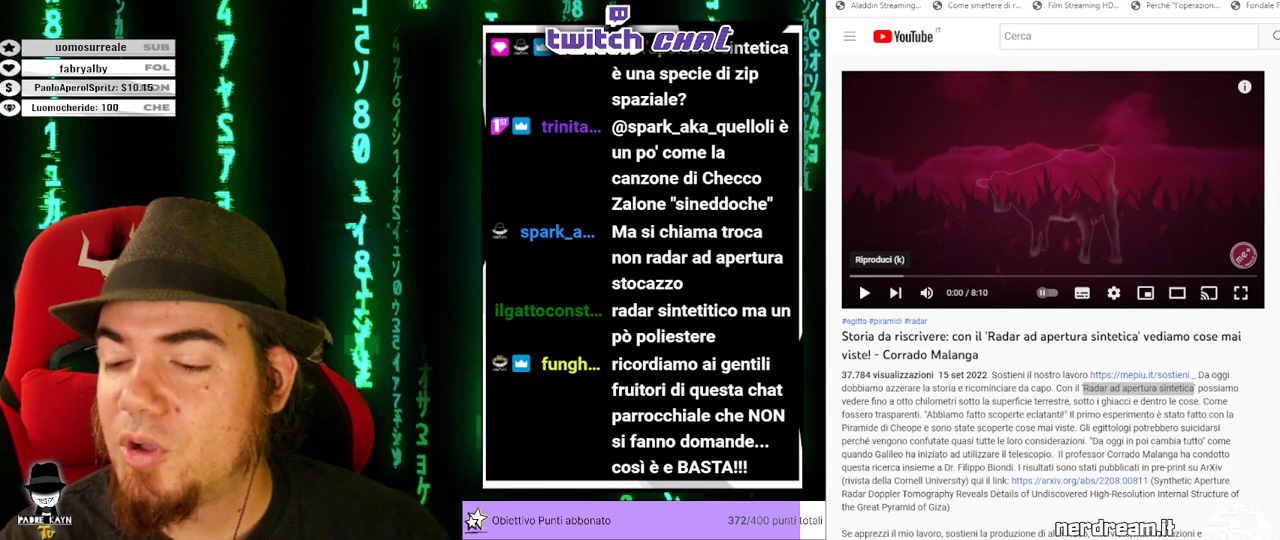 uomosurreale SUB
fabryalby FOL
PaoloAperolSpritz: $10.15
Luomocheride: 100 CHE
PADRE KAYN
Tv
twitch CHAT
sintetica
è una specie di zip
spaziale?
trinita... @spark_aka_quelloli è
un po' come la
canzone di Checco
Zalone "sineddoche"
spark_a... Ma si chiama troca
non radar ad apertura
stocazzo
ilgattoconst... radar sintetitico ma un
pò poliestere
fungh... ricordiamo ai gentili
fruitori di questa chat
parrocchiale che NON
si fanno domande...
così è e BASTA!!!
Obiettivo Punti abbonato 372/400 punti totali
Aladdin Streaming... Come smettere di r... Film Streaming HD... Perché "l'operazion... Fondale F
YouTube IT Cerca
Riproduci (k)
0:00 / 8:10
#egitto #piramidi #radar
Storia da riscrivere: con il 'Radar ad apertura sintetica' vediamo cose mai
viste! - Corrado Malanga
37.784 visualizzazioni 15 set 2022 Sostieni il nostro lavoro https://mepiu.it/sostieni_ Da oggi
dobbiamo azzerare la storia e ricominciare da capo. Con il 'Radar ad apertura sintetica' possiamo
vedere fino a otto chilometri sotto la superficie terrestre, sotto i ghiacci e dentro le cose. Come
fossero trasparenti. "Abbiamo fatto scoperte eclatanti!" Il primo esperimento è stato fatto con la
Piramide di Cheope e sono state scoperte cose mai viste. Gli egittologi potrebbero suicidarsi
perché vengono confutate quasi tutte le loro considerazioni. "Da oggi in poi cambia tutto" come
quando Galileo ha iniziato ad utilizzare il telescopio. Il professor Corrado Malanga ha condotto
questa ricerca insieme a Dr. Filippo Biondi. I risultati sono stati pubblicati in pre-print su ArXiv
(rivista della Cornell University) qui il link: https://arxiv.org/abs/2208.00811 (Synthetic Aperture
Radar Doppler Tomography Reveals Details of Undiscovered High-Resolution Internal Structure of
the Great Pyramid of Giza)
Se apprezzi il mio lavoro, sostieni la produzione di
nerdream.it